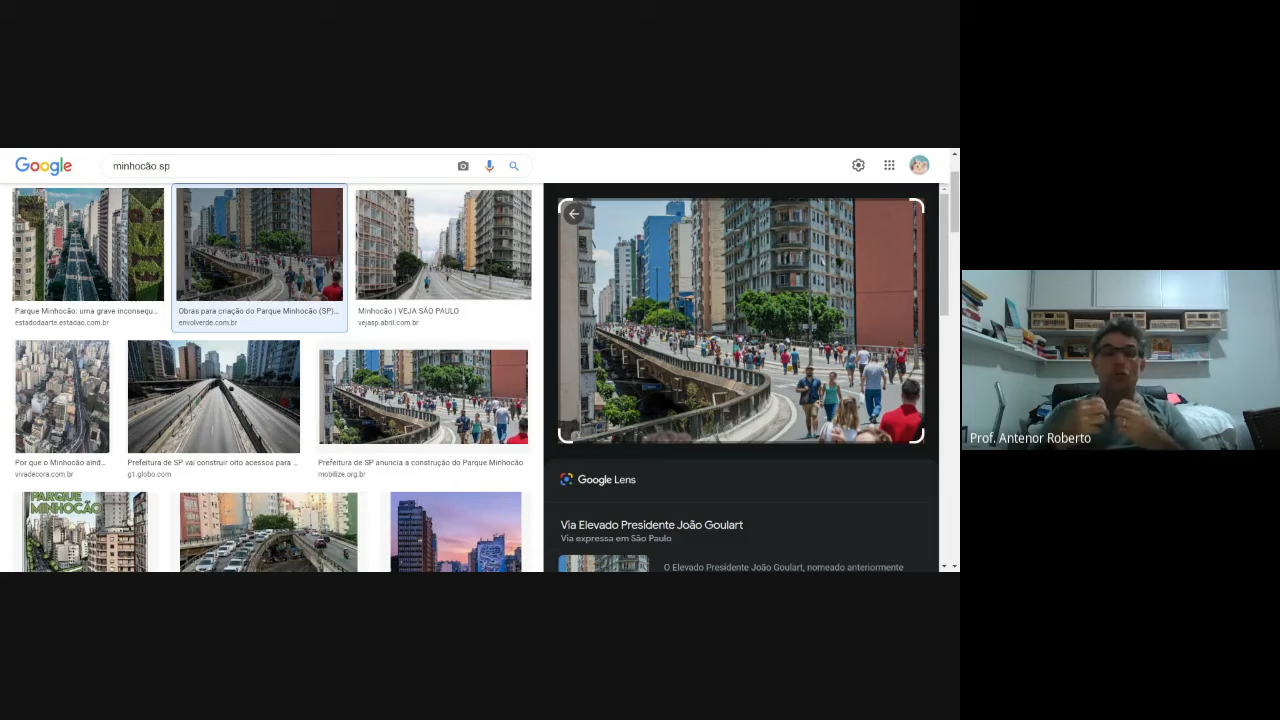 Google
minhocão sp
Parque Minhocão: uma grave inconsequ...
estadodaarte.estadao.com.br
Obras para criação do Parque Minhocão (SP)...
envolverde.com.br
Minhocão | VEJA SÃO PAULO
vejasp.abril.com.br
Por que o Minhocão aind...
vivadecora.com.br
Prefeitura de SP vai construir oito acessos para ...
g1.globo.com
Prefeitura de SP anuncia a construção do Parque Minhocão
mobilize.org.br
PARQUE
MINHOCÃO
Google Lens
Via Elevado Presidente João Goulart
Via expressa em São Paulo
O Elevado Presidente João Goulart, nomeado anteriormente
Prof. Antenor Roberto